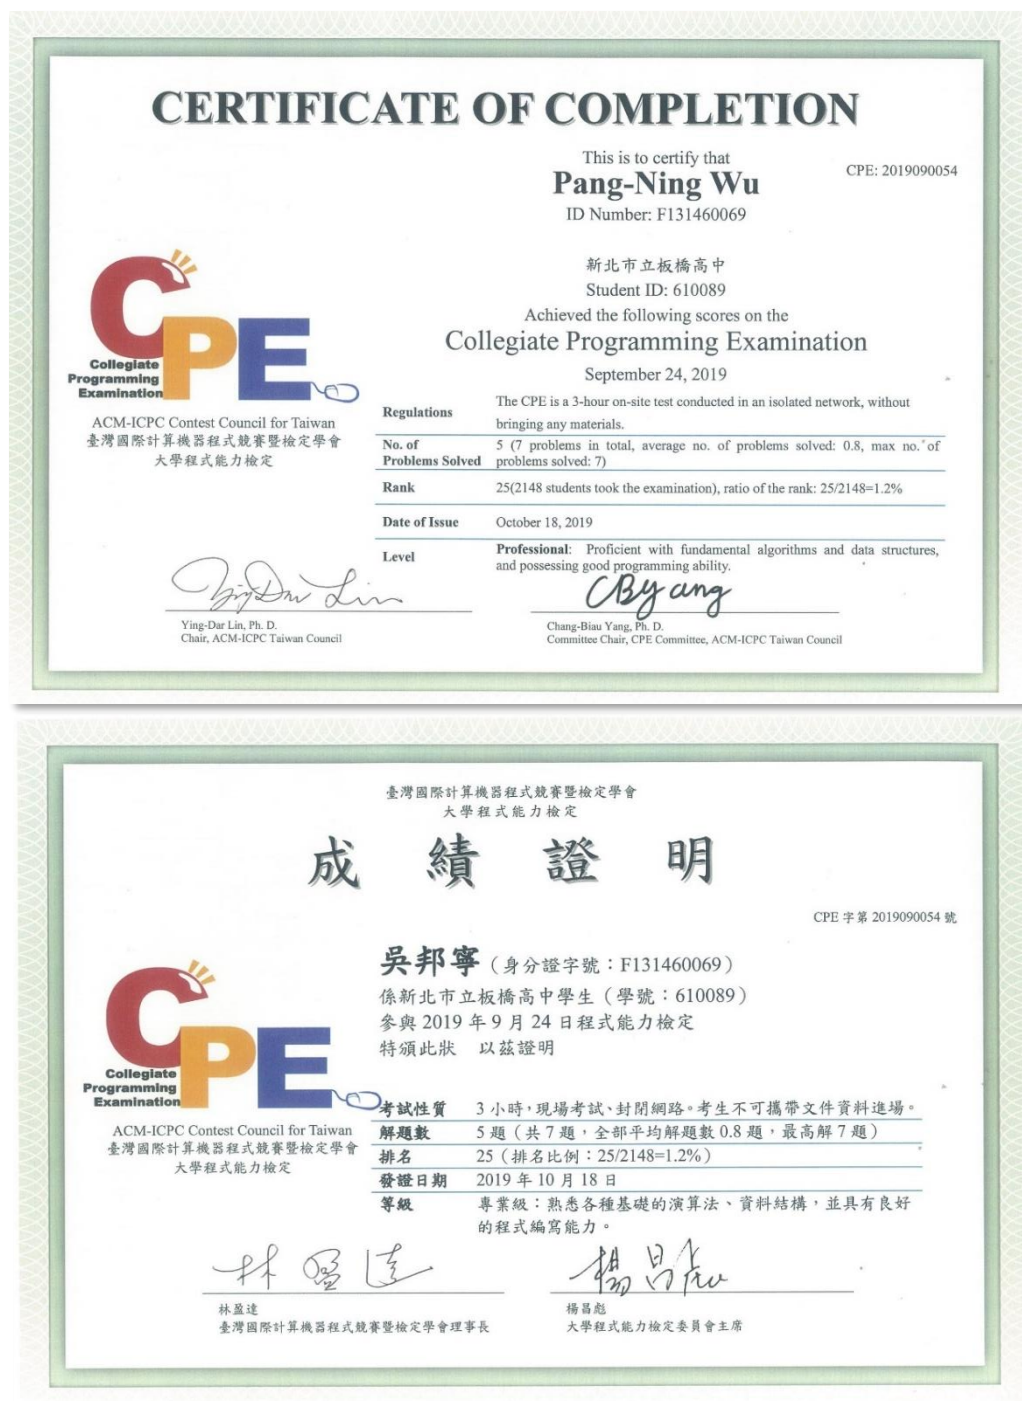 CERTIFICATE OF COMPLETION
This is to certify that
Pang-Ning Wu
CPE: 2019090054
ID Number: F131460069
新北市立板橋高中
Student ID: 610089
Achieved the following scores on the
Collegiate Programming Examination
September 24, 2019
CPE
Collegiate
Programming
Examination
ACM-ICPC Contest Council for Taiwan
臺灣國際計算機器程式競賽暨檢定學會
大學程式能力檢定
Regulations
The CPE is a 3-hour on-site test conducted in an isolated network, without
bringing any materials.
No. of
Problems Solved
5 (7 problems in total, average no. of problems solved: 0.8, max no. of
problems solved: 7)
Rank
25(2148 students took the examination), ratio of the rank: 25/2148=1.2%
Date of Issue
October 18, 2019
Level
Professional: Proficient with fundamental algorithms and data structures,
and possessing good programming ability.
Ying-Dar Lin
CB Yang
Ying-Dar Lin, Ph. D.
Chair, ACM-ICPC Taiwan Council
Chang-Biau Yang, Ph. D.
Committee Chair, CPE Committee, ACM-ICPC Taiwan Council
臺灣國際計算機器程式競賽暨檢定學會
大學程式能力檢定
成績證明
CPE 字第 2019090054 號
吳邦寧（身分證字號：F131460069）
係新北市立板橋高中學生（學號：610089）
參與 2019 年 9 月 24 日程式能力檢定
特頒此狀 以茲證明
CPE
Collegiate
Programming
Examination
ACM-ICPC Contest Council for Taiwan
臺灣國際計算機器程式競賽暨檢定學會
大學程式能力檢定
考試性質 3 小時，現場考試、封閉網路。考生不可攜帶文件資料進場。
解題數 5 題（共 7 題，全部平均解題數 0.8 題，最高解 7 題）
排名 25（排名比例：25/2148=1.2%）
發證日期 2019 年 10 月 18 日
等級 專業級：熟悉各種基礎的演算法、資料結構，並具有良好
的程式編寫能力。
林盈達
楊昌彪
林盈達
臺灣國際計算機器程式競賽暨檢定學會理事長
楊昌彪
大學程式能力檢定委員會主席